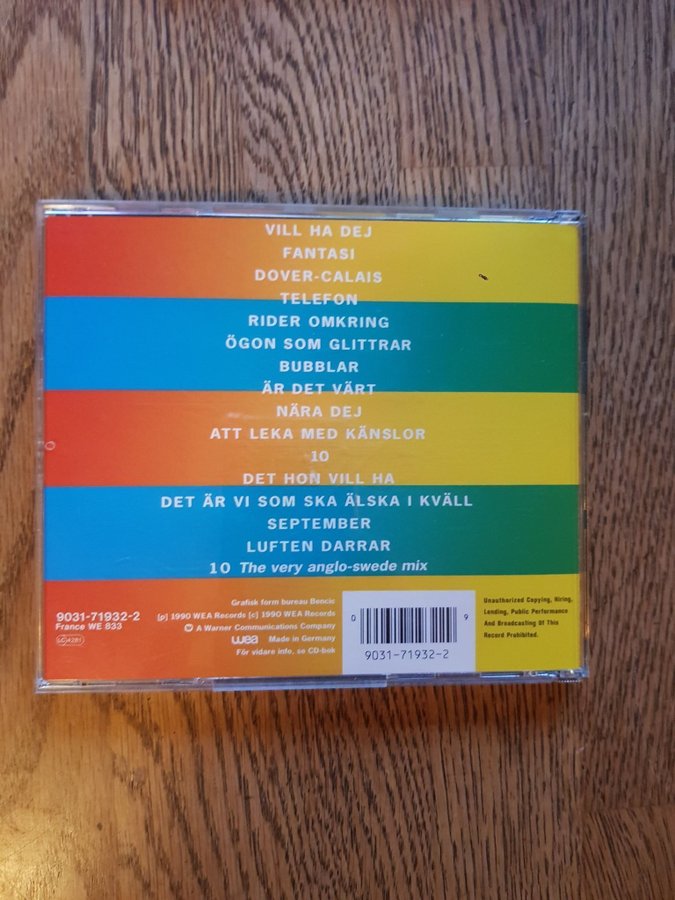 VILL HA DEJ
FANTASI
DOVER-CALAIS
TELEFON
RIDER OMKRING
ÖGON SOM GLITTRAR
BUBBLAR
ÄR DET VÄRT
NÄRA DEJ
ATT LEKA MED KÄNSLOR
10
DET HON VILL HA
DET ÄR VI SOM SKA ÄLSKA I KVÄLL
SEPTEMBER
LUFTEN DARRAR
10 The very anglo-swede mix
9031-71932-2
France WE 833
LC 4281
Grafisk form bureau Bencic
[p] 1990 WEA Records [c] 1990 WEA Records
A Warner Communications Company
wea Made in Germany
För vidare info. se CD-bok
0 9
9031-71932-2
Unauthorized Copying, Hiring,
Lending, Public Performance
And Broadcasting Of This
Record Prohibited.